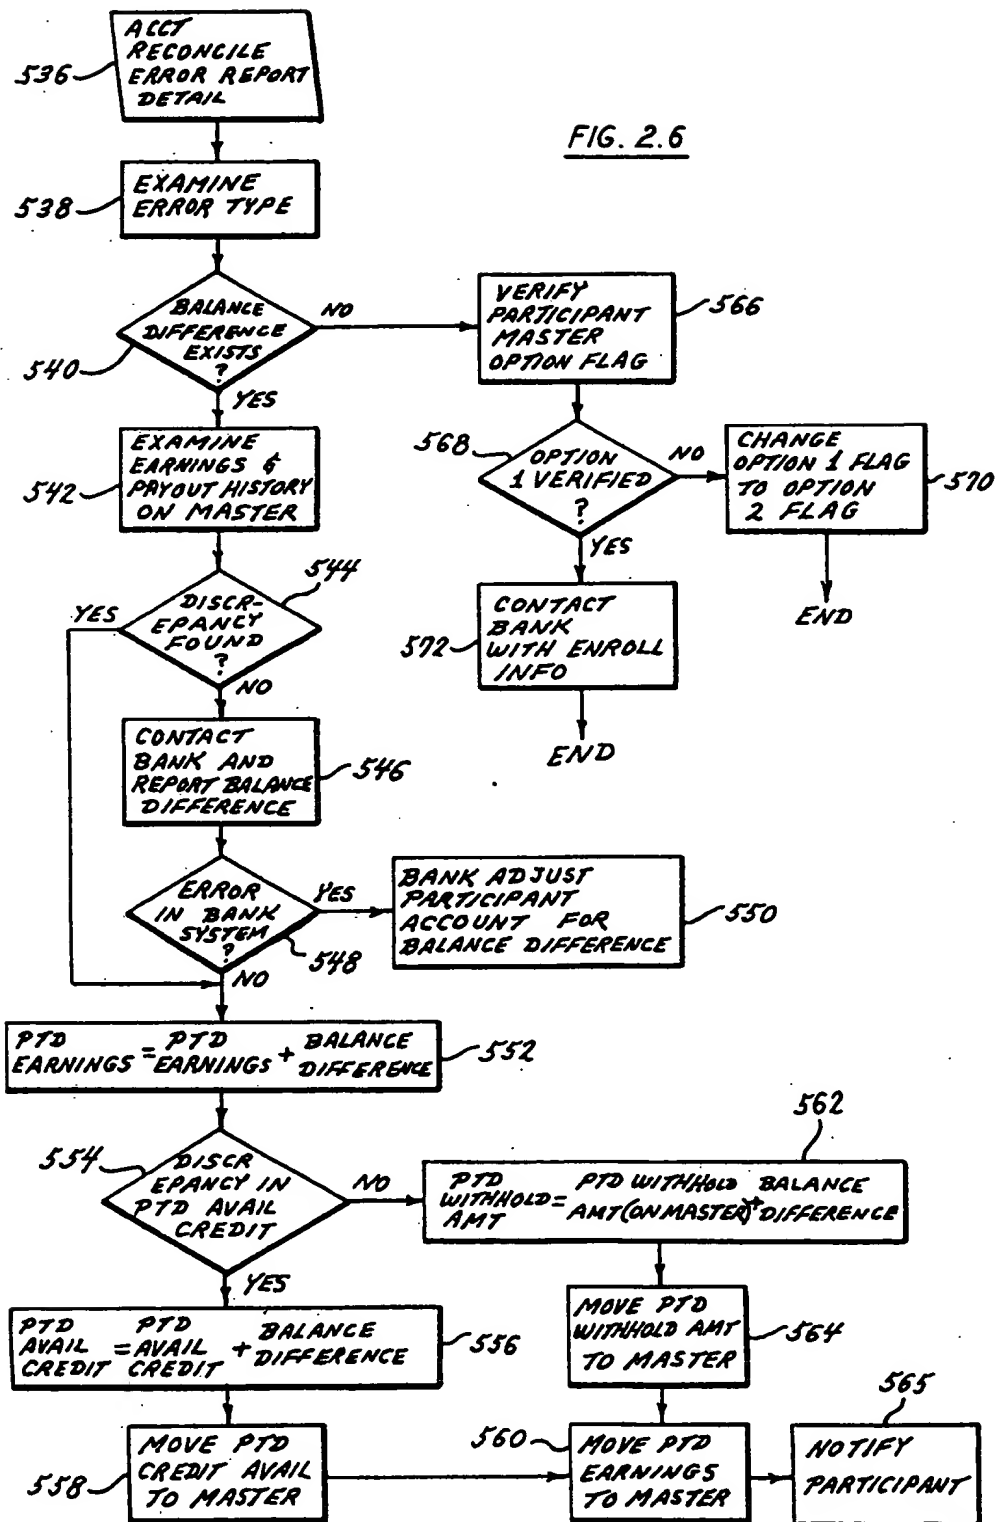 ACCT
RECONCILE
ERROR REPORT
DETAIL
536
FIG. 2.6
EXAMINE
ERROR TYPE
538
BALANCE
DIFFERENCE
EXISTS
?
540
NO
YES
VERIFY
PARTICIPANT
MASTER
OPTION FLAG
566
EXAMINE
EARNINGS &
PAYOUT HISTORY
ON MASTER
542
568
OPTION
1 VERIFIED
?
NO
YES
CHANGE
OPTION 1 FLAG
TO OPTION
2 FLAG
570
END
544
YES
DISCR-
EPANCY
FOUND
?
NO
CONTACT
BANK
WITH ENROLL
INFO
572
END
CONTACT
BANK AND
REPORT BALANCE
DIFFERENCE
546
ERROR
IN BANK
SYSTEM
?
548
YES
NO
BANK ADJUST
PARTICIPANT
ACCOUNT FOR
BALANCE DIFFERENCE
550
PTD PTD BALANCE
EARNINGS = EARNINGS + DIFFERENCE
552
554
DISCR
EPANCY IN
PTD AVAIL
CREDIT
NO
YES
562
PTD PTD WITHHOLD BALANCE
WITHHOLD = AMT (ON MASTER) + DIFFERENCE
AMT
PTD PTD BALANCE
AVAIL = AVAIL + DIFFERENCE
CREDIT CREDIT
556
MOVE PTD
WITHHOLD AMT
TO MASTER
564
558
MOVE PTD
CREDIT AVAIL
TO MASTER
560
MOVE PTD
EARNINGS
TO MASTER
565
NOTIFY
PARTICIPANT